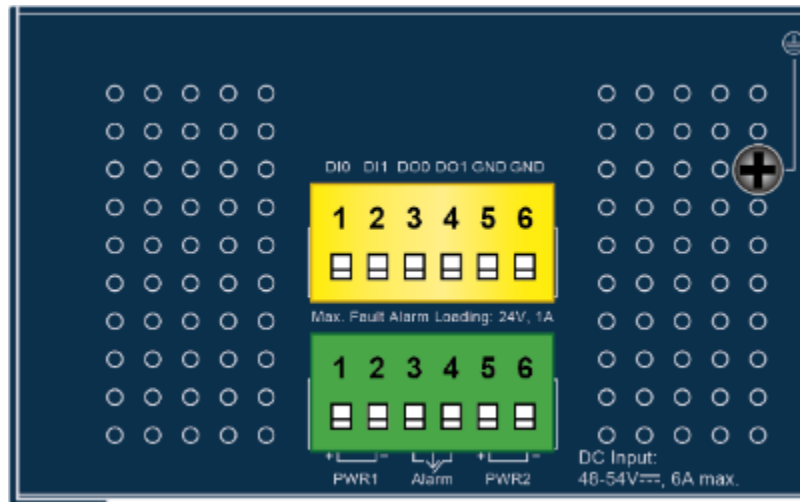 DI0 DI1 DO0 DO1 GND GND
1 2 3 4 5 6
Max. Fault Alarm Loading: 24V, 1A
1 2 3 4 5 6
+ − + −
PWR1 Alarm PWR2
DC Input:
48-54V⎓, 6A max.